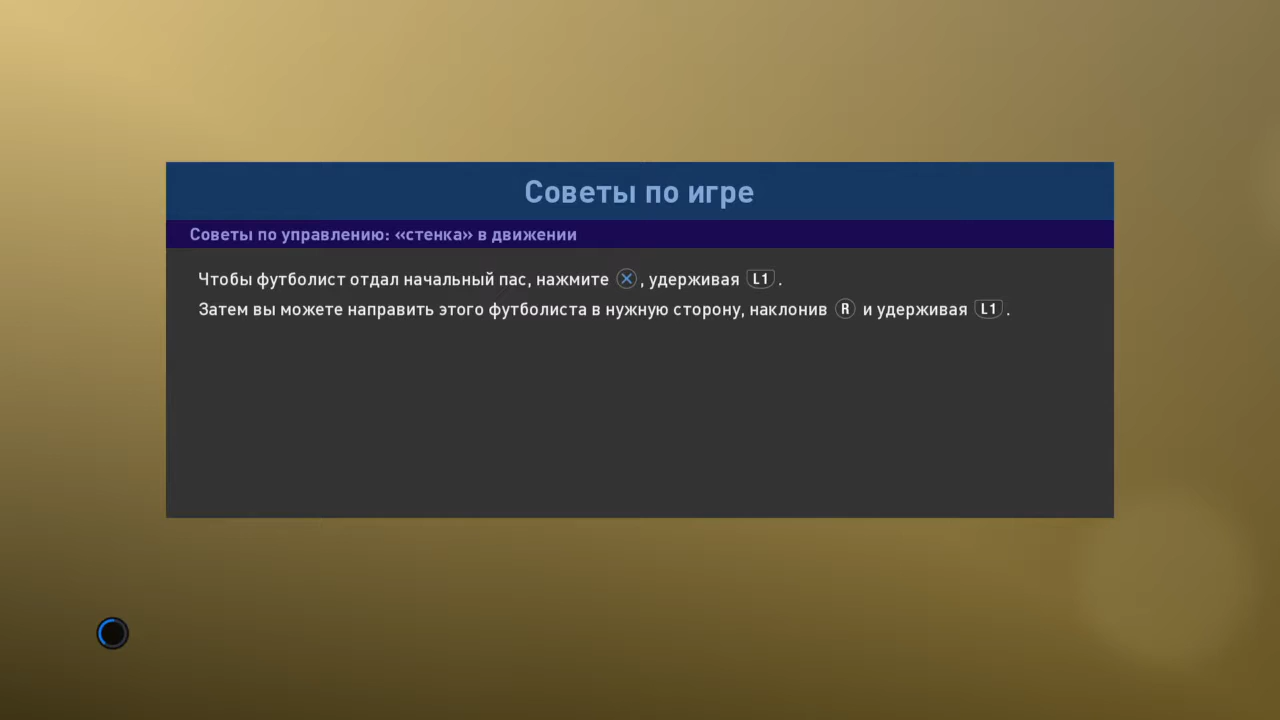 Советы по игре
Советы по управлению: «стенка» в движении
Чтобы футболист отдал начальный пас, нажмите ⓧ, удерживая L1.
Затем вы можете направить этого футболиста в нужную сторону, наклонив R и удерживая L1.